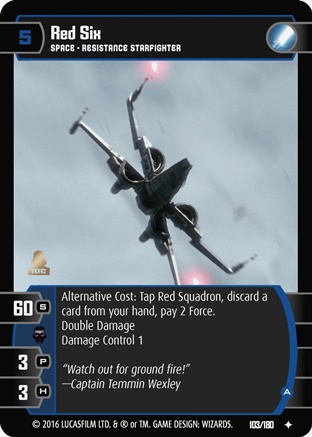 5
Red Six
SPACE - RESISTANCE STARFIGHTER
IDC
60 S
Alternative Cost: Tap Red Squadron, discard a
card from your hand, pay 2 Force.
Double Damage
Damage Control 1
3 P
“Watch out for ground fire!”
3 H
—Captain Temmin Wexley
A
© 2016 LUCASFILM LTD. & ® or TM. GAME DESIGN: WIZARDS.
103/180